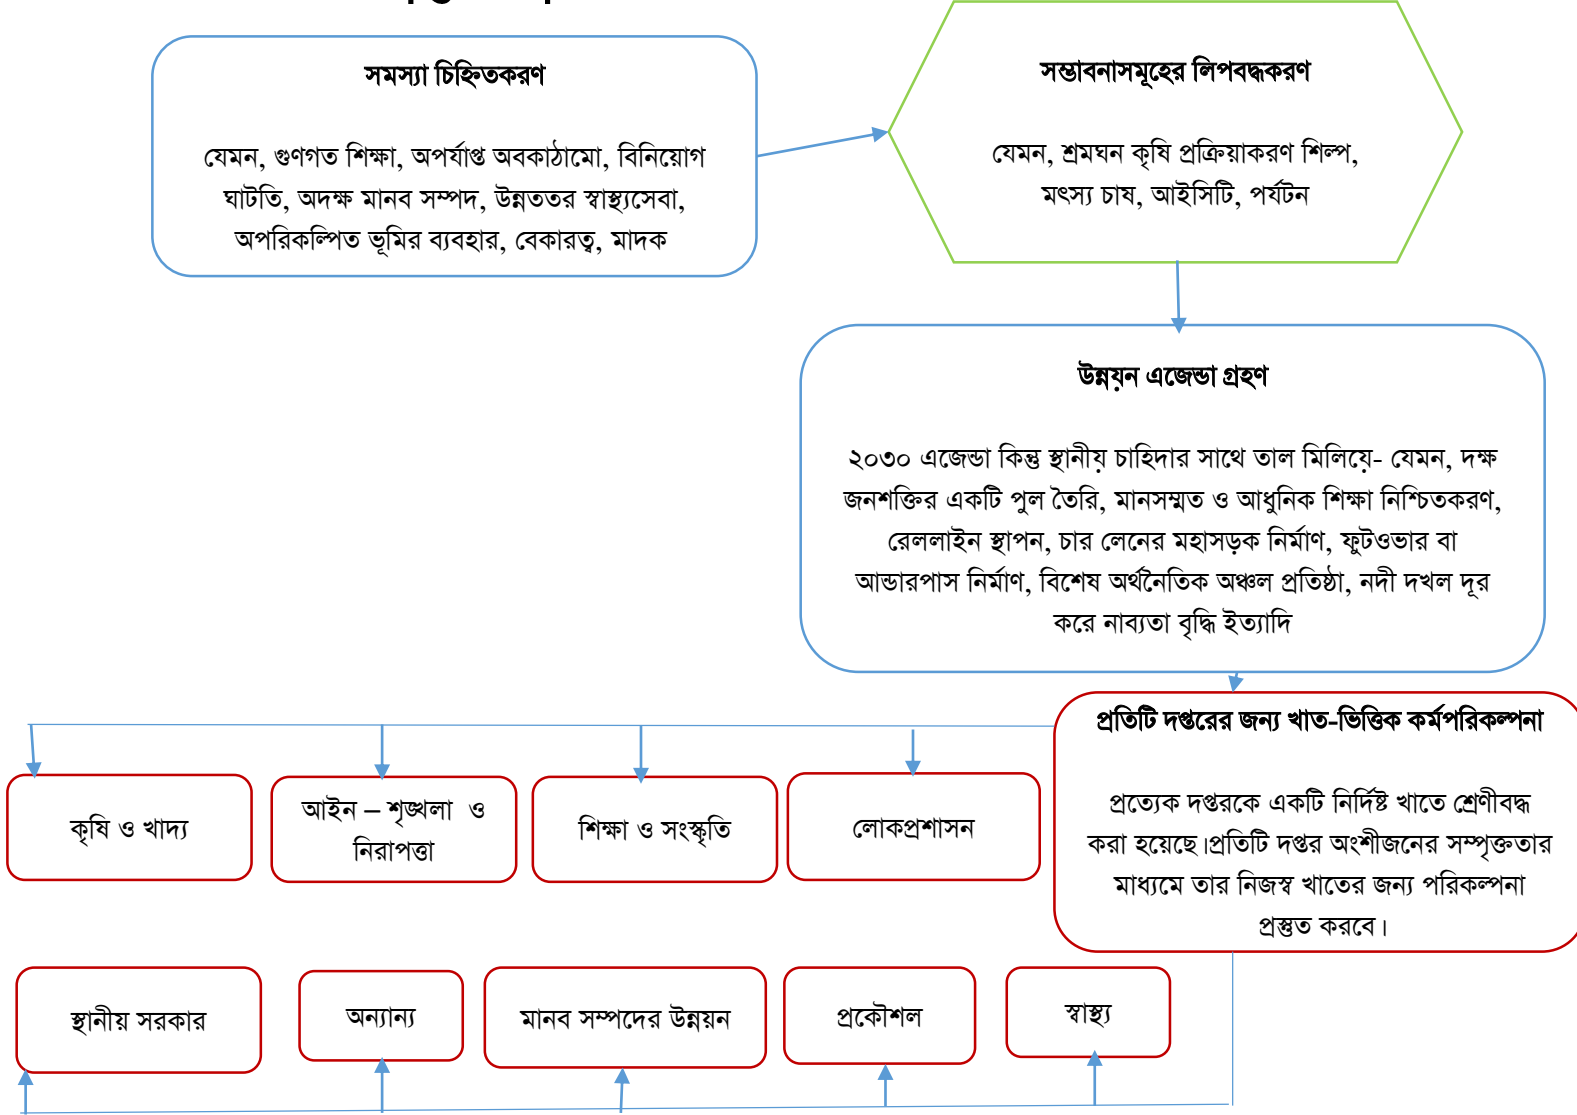 সমস্যা চিহ্নিতকরণ
যেমন, গুণগত শিক্ষা, অপর্যাপ্ত অবকাঠামো, বিনিয়োগ
ঘাটতি, অদক্ষ মানব সম্পদ, উন্নততর স্বাস্থ্যসেবা,
অপরিকল্পিত ভূমির ব্যবহার, বেকারত্ব, মাদক
সম্ভাবনাসমূহের লিপবদ্ধকরণ
যেমন, শ্রমঘন কৃষি প্রক্রিয়াকরণ শিল্প,
মৎস্য চাষ, আইসিটি, পর্যটন
উন্নয়ন এজেন্ডা গ্রহণ
২০৩০ এজেন্ডা কিন্তু স্থানীয় চাহিদার সাথে তাল মিলিয়ে- যেমন, দক্ষ
জনশক্তির একটি পুল তৈরি, মানসম্মত ও আধুনিক শিক্ষা নিশ্চিতকরণ,
রেললাইন স্থাপন, চার লেনের মহাসড়ক নির্মাণ, ফুটওভার বা
আন্ডারপাস নির্মাণ, বিশেষ অর্থনৈতিক অঞ্চল প্রতিষ্ঠা, নদী দখল দূর
করে নাব্যতা বৃদ্ধি ইত্যাদি
প্রতিটি দপ্তরের জন্য খাত-ভিত্তিক কর্মপরিকল্পনা
প্রত্যেক দপ্তরকে একটি নির্দিষ্ট খাতে শ্রেণীবদ্ধ
করা হয়েছে।প্রতিটি দপ্তর অংশীজনের সম্পৃক্ততার
মাধ্যমে তার নিজস্ব খাতের জন্য পরিকল্পনা
প্রস্তুত করবে।
কৃষি ও খাদ্য
আইন – শৃঙ্খলা ও
নিরাপত্তা
শিক্ষা ও সংস্কৃতি
লোকপ্রশাসন
স্থানীয় সরকার
অন্যান্য
মানব সম্পদের উন্নয়ন
প্রকৌশল
স্বাস্থ্য